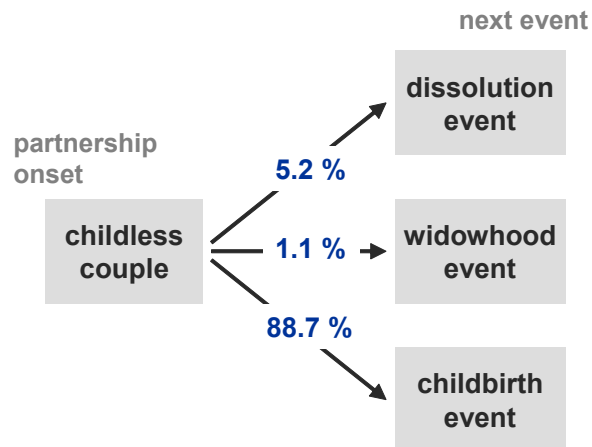 next event
dissolution
event
partnership
onset
5.2 %
childless
couple
1.1 %
widowhood
event
88.7 %
childbirth
event